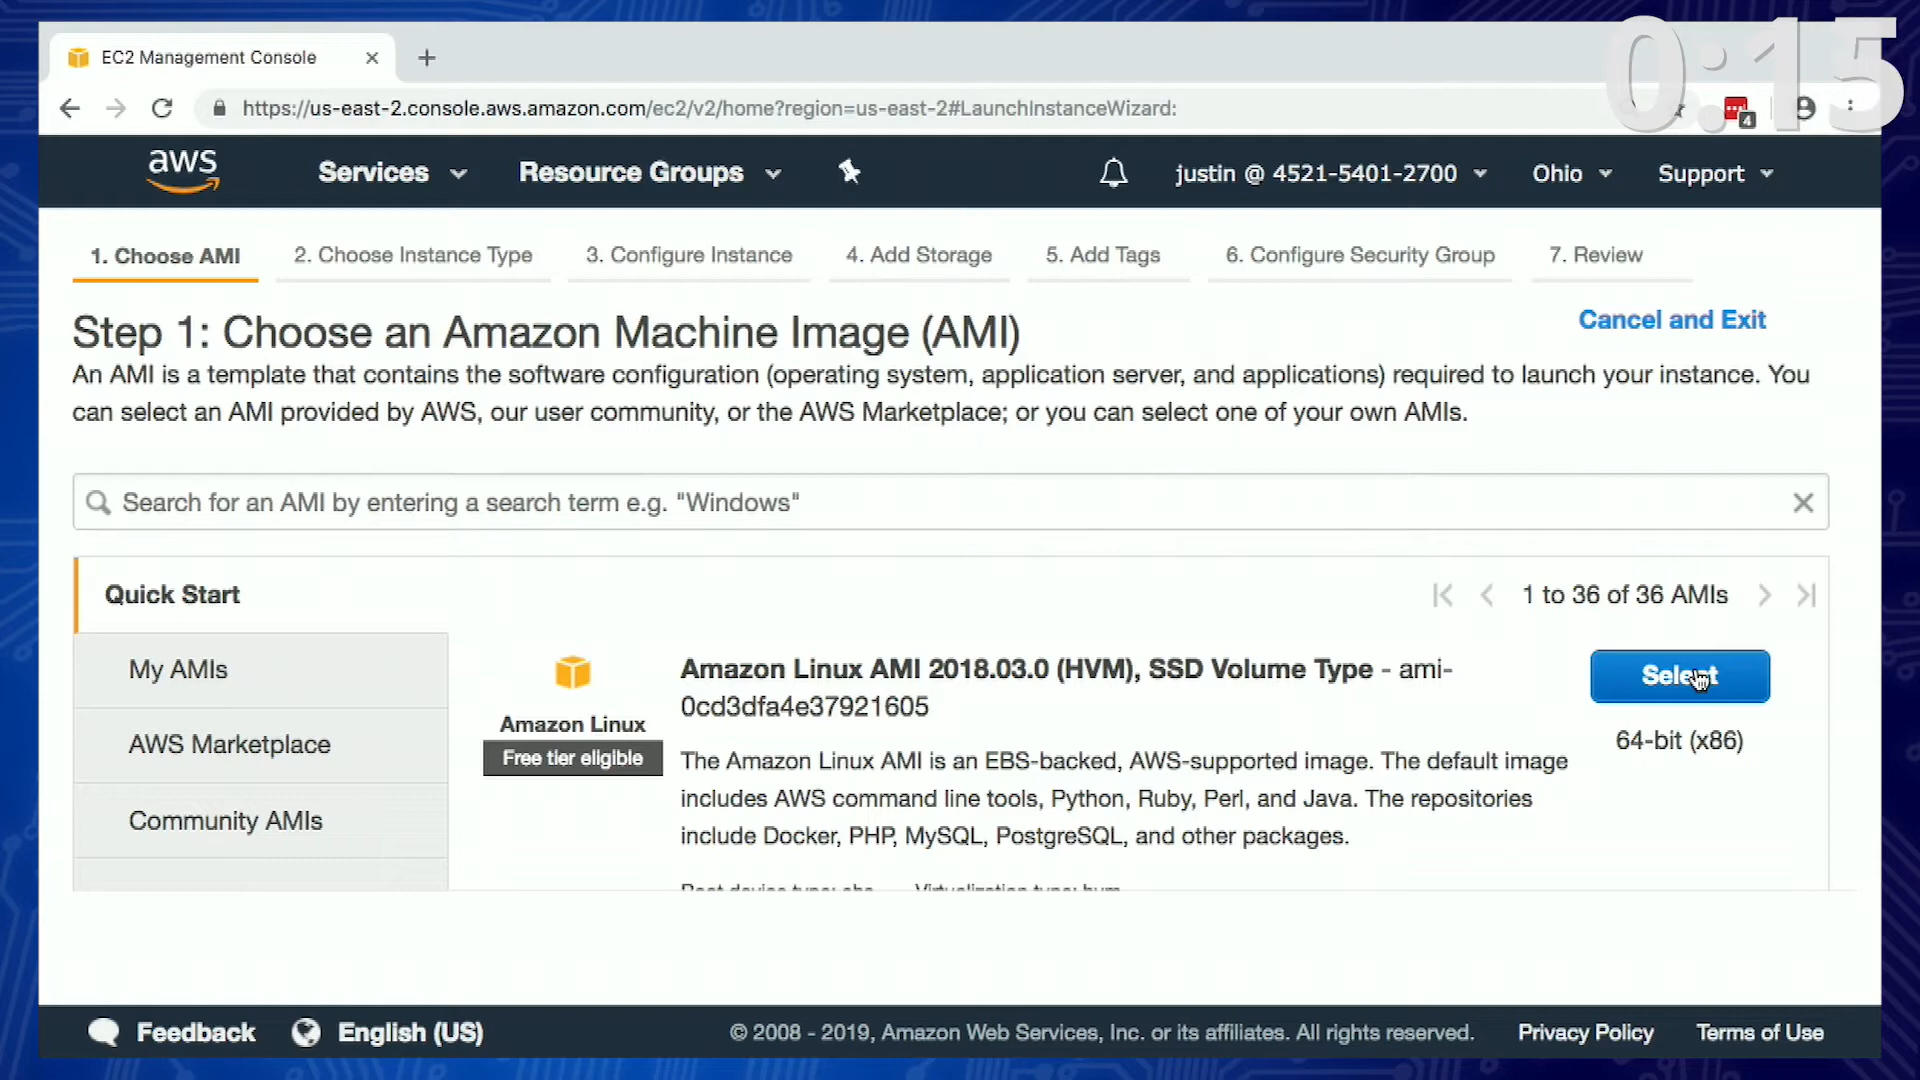 0:15
EC2 Management Console
https://us-east-2.console.aws.amazon.com/ec2/v2/home?region=us-east-2#LaunchInstanceWizard:
4
aws
Services
Resource Groups
justin @ 4521-5401-2700
Ohio
Support
1. Choose AMI
2. Choose Instance Type
3. Configure Instance
4. Add Storage
5. Add Tags
6. Configure Security Group
7. Review
Step 1: Choose an Amazon Machine Image (AMI)
Cancel and Exit
An AMI is a template that contains the software configuration (operating system, application server, and applications) required to launch your instance. You
can select an AMI provided by AWS, our user community, or the AWS Marketplace; or you can select one of your own AMIs.
Search for an AMI by entering a search term e.g. "Windows"
Quick Start
1 to 36 of 36 AMIs
My AMIs
AWS Marketplace
Community AMIs
Amazon Linux
Free tier eligible
Amazon Linux AMI 2018.03.0 (HVM), SSD Volume Type - ami-
0cd3dfa4e37921605
The Amazon Linux AMI is an EBS-backed, AWS-supported image. The default image
includes AWS command line tools, Python, Ruby, Perl, and Java. The repositories
include Docker, PHP, MySQL, PostgreSQL, and other packages.
Root device type: ebs
Virtualization type: hvm
Select
64-bit (x86)
Feedback
English (US)
© 2008 - 2019, Amazon Web Services, Inc. or its affiliates. All rights reserved.
Privacy Policy
Terms of Use